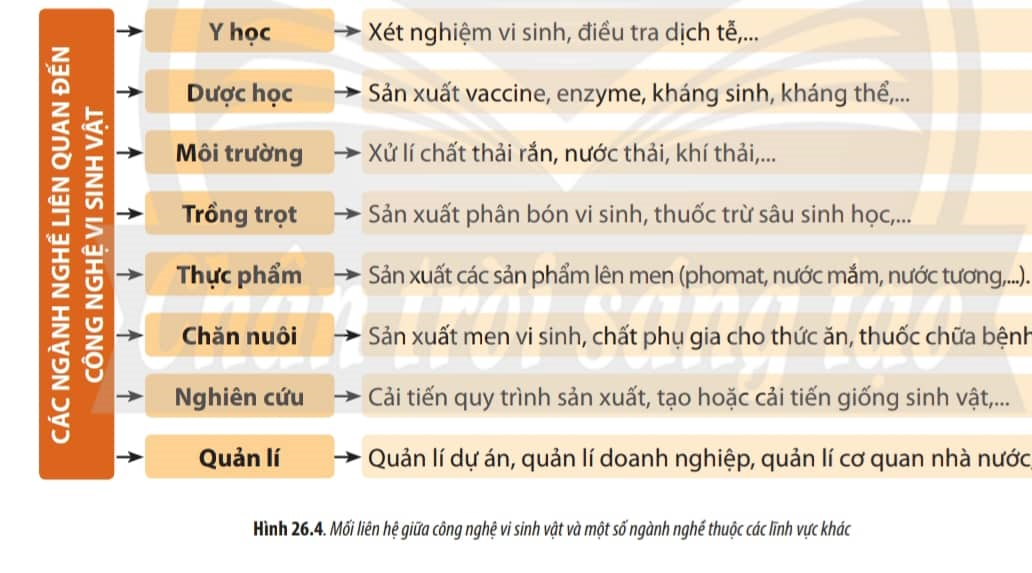 CÁC NGÀNH NGHỀ LIÊN QUAN ĐẾN
CÔNG NGHỆ VI SINH VẬT
Y học
Xét nghiệm vi sinh, điều tra dịch tễ,...
Dược học
Sản xuất vaccine, enzyme, kháng sinh, kháng thể,...
Môi trường
Xử lí chất thải rắn, nước thải, khí thải,...
Trồng trọt
Sản xuất phân bón vi sinh, thuốc trừ sâu sinh học,...
Thực phẩm
Sản xuất các sản phẩm lên men (phomat, nước mắm, nước tương,...).
Chăn nuôi
Sản xuất men vi sinh, chất phụ gia cho thức ăn, thuốc chữa bệnh
Nghiên cứu
Cải tiến quy trình sản xuất, tạo hoặc cải tiến giống sinh vật,...
Quản lí
Quản lí dự án, quản lí doanh nghiệp, quản lí cơ quan nhà nước,
Chân trời sáng tạo
Hình 26.4. Mối liên hệ giữa công nghệ vi sinh vật và một số ngành nghề thuộc các lĩnh vực khác